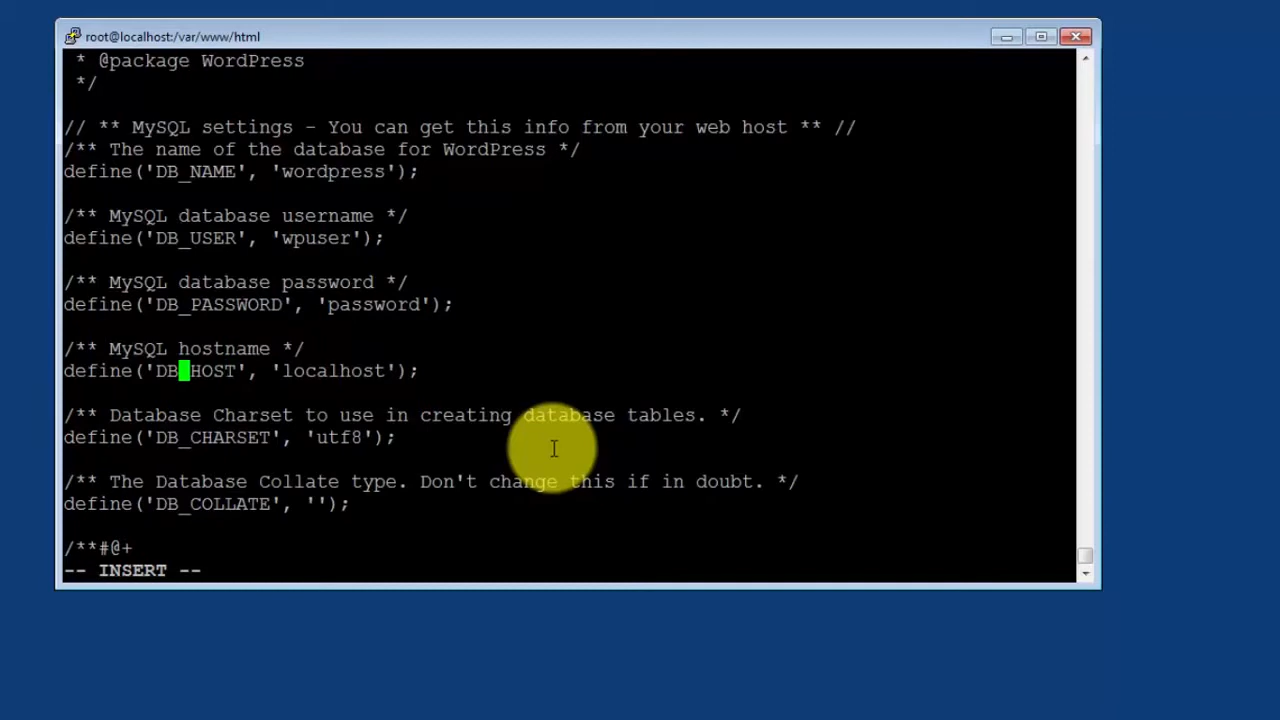 root@localhost:/var/www/html
* @package WordPress
*/
// ** MySQL settings - You can get this info from your web host ** //
/** The name of the database for WordPress */
define('DB_NAME', 'wordpress');
/** MySQL database username */
define('DB_USER', 'wpuser');
/** MySQL database password */
define('DB_PASSWORD', 'password');
/** MySQL hostname */
define('DB_HOST', 'localhost');
/** Database Charset to use in creating database tables. */
define('DB_CHARSET', 'utf8');
/** The Database Collate type. Don't change this if in doubt. */
define('DB_COLLATE', '');
/**#@+
-- INSERT --